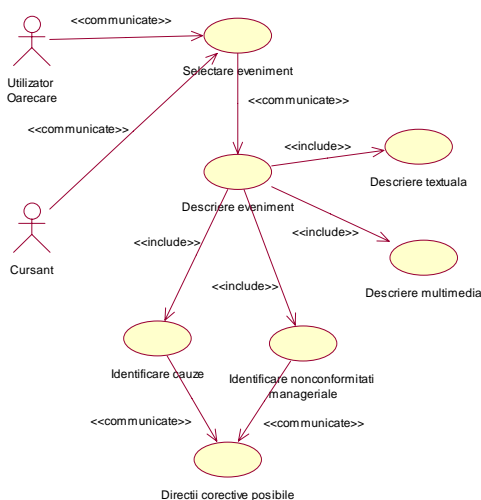 <<communicate>>
Selectare eveniment
Utilizator
Oarecare
<<communicate>>
<<communicate>>
<<include>>
Descriere textuala
Descriere eveniment
<<include>>
<<include>>
Cursant
<<include>>
Descriere multimedia
Identificare cauze
Identificare nonconformitati
manageriale
<<communicate>>
<<communicate>>
Directii corective posibile